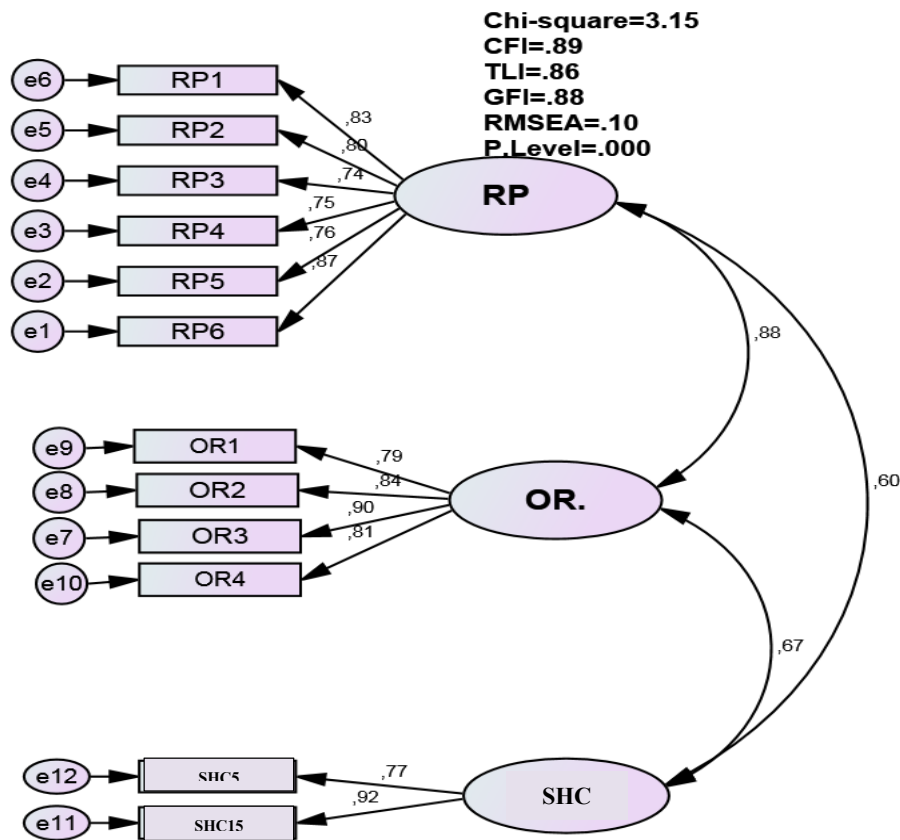 Chi-square=3.15
CFI=.89
TLI=.86
GFI=.88
RMSEA=.10
P.Level=.000
e6
RP1
,83
e5
RP2
,80
e4
RP3
,74
RP
e3
RP4
,75
e2
RP5
,76
e1
RP6
,87
,88
e9
OR1
,79
e8
OR2
,84
OR.
e7
OR3
,90
e10
OR4
,81
,60
,67
e12
SHC5
,77
SHC
e11
SHC15
,92